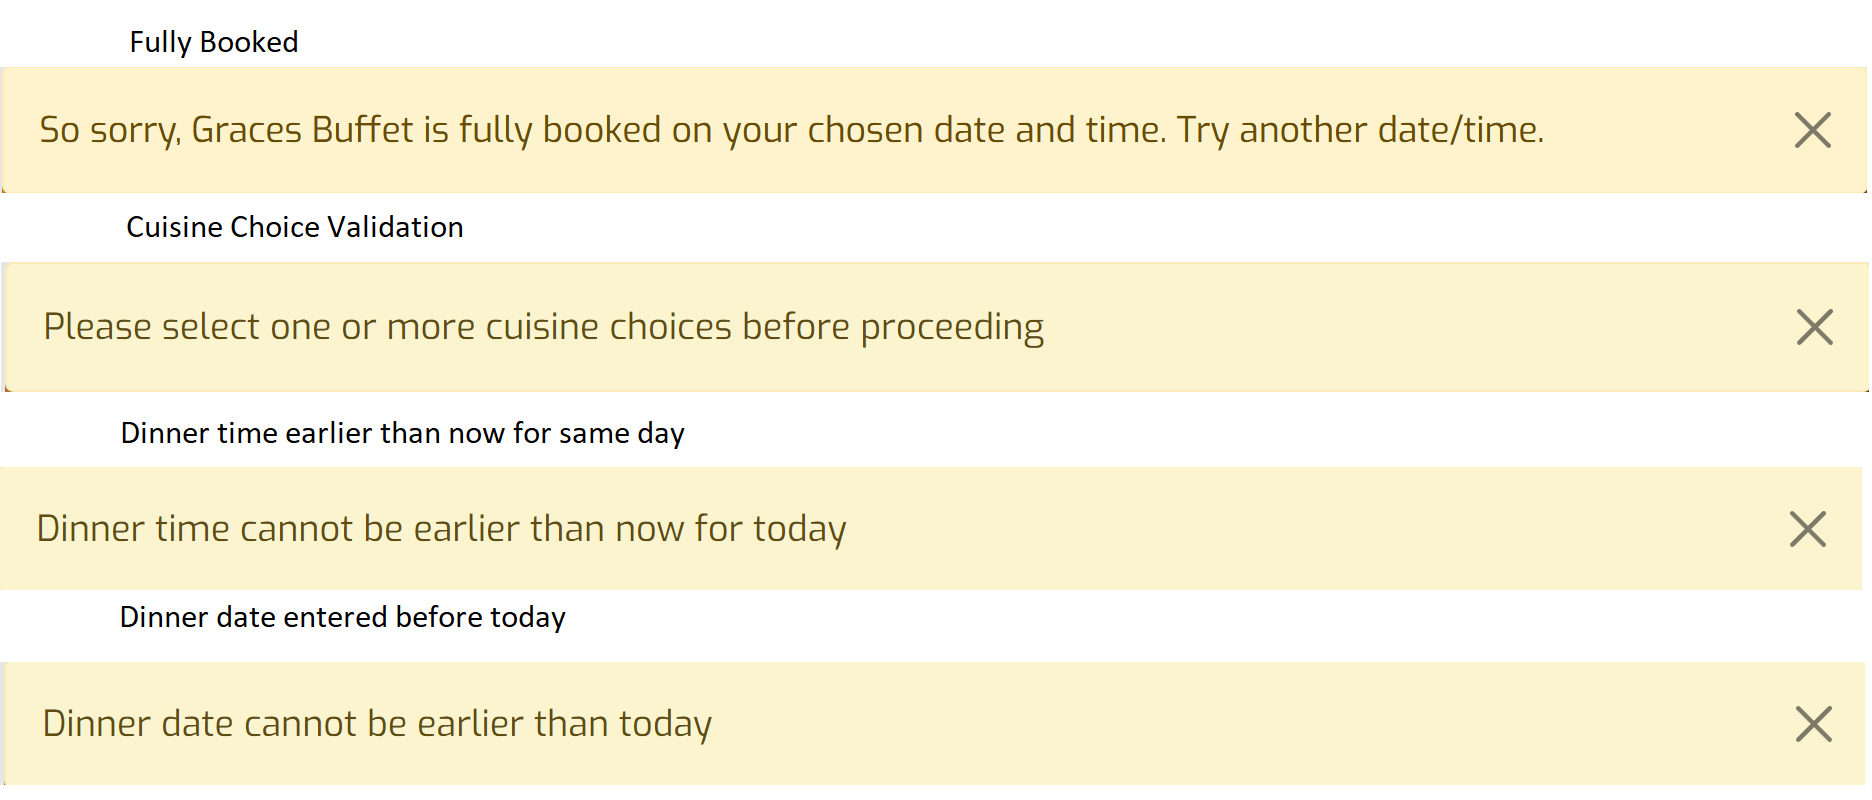 Fully Booked
So sorry, Graces Buffet is fully booked on your chosen date and time. Try another date/time.
Cuisine Choice Validation
Please select one or more cuisine choices before proceeding
Dinner time earlier than now for same day
Dinner time cannot be earlier than now for today
Dinner date entered before today
Dinner date cannot be earlier than today